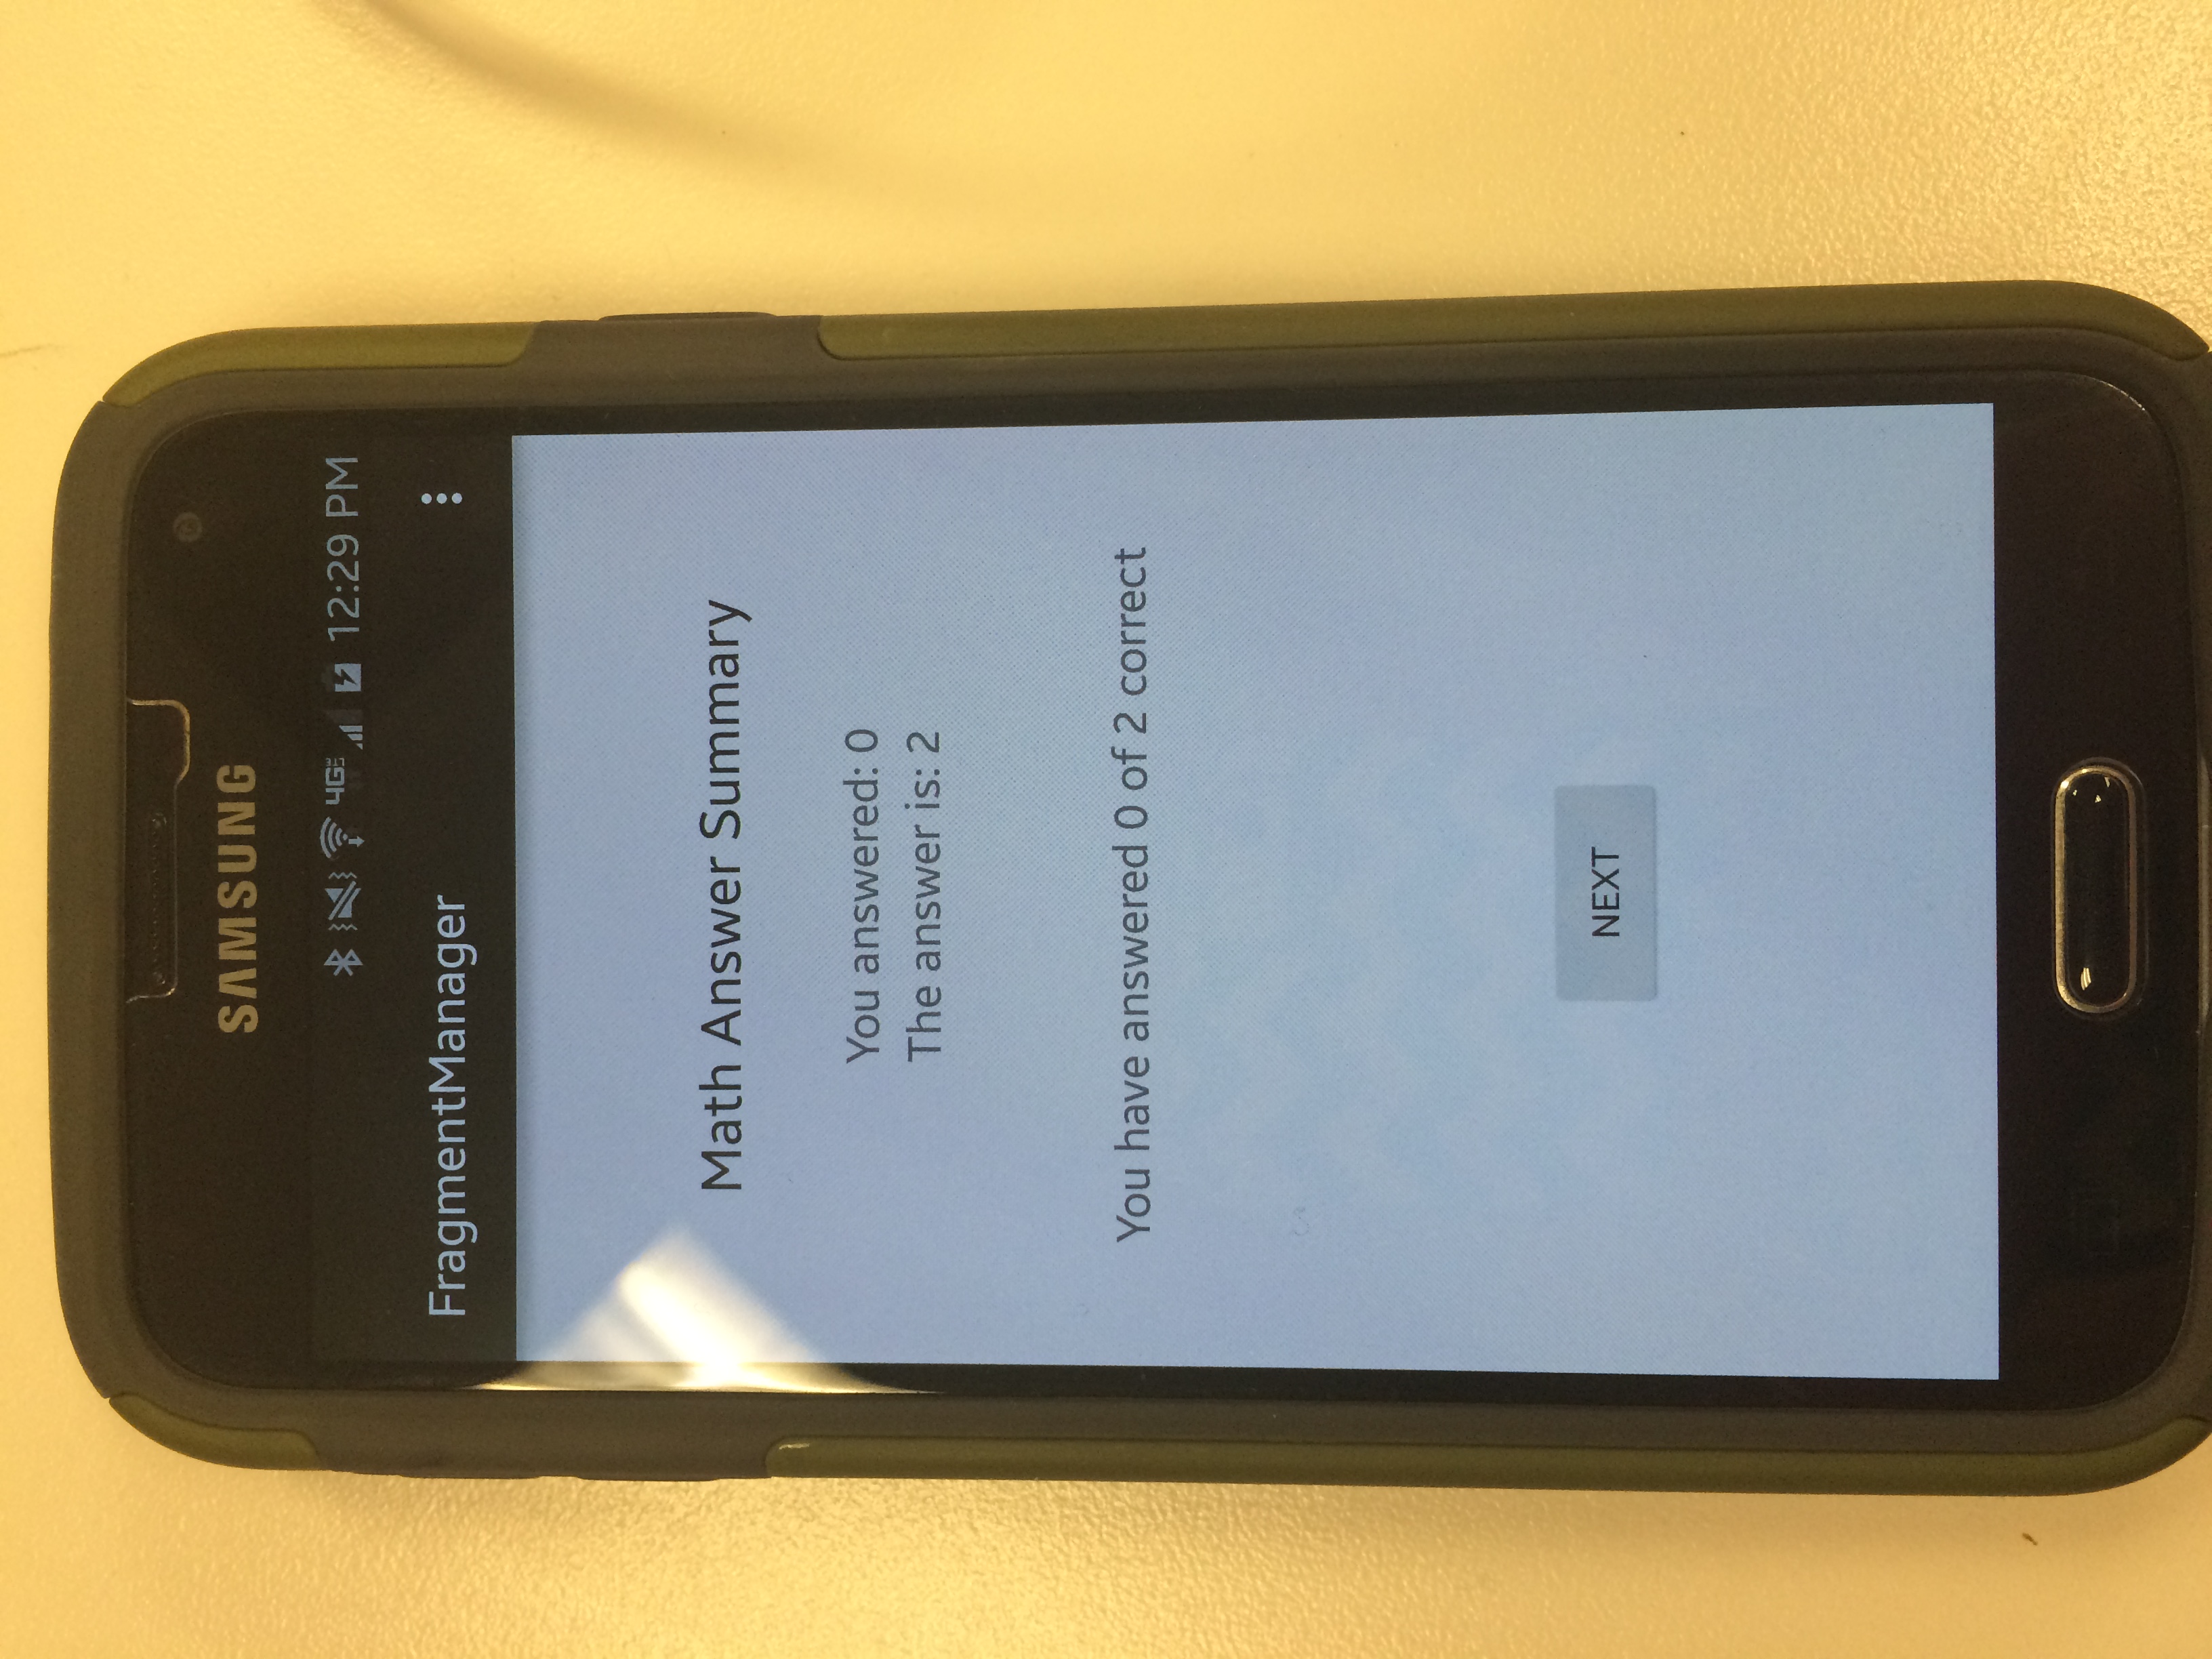 SAMSUNG
4G LTE 12:29 PM
FragmentManager
Math Answer Summary
You answered: 0
The answer is: 2
You have answered 0 of 2 correct
NEXT